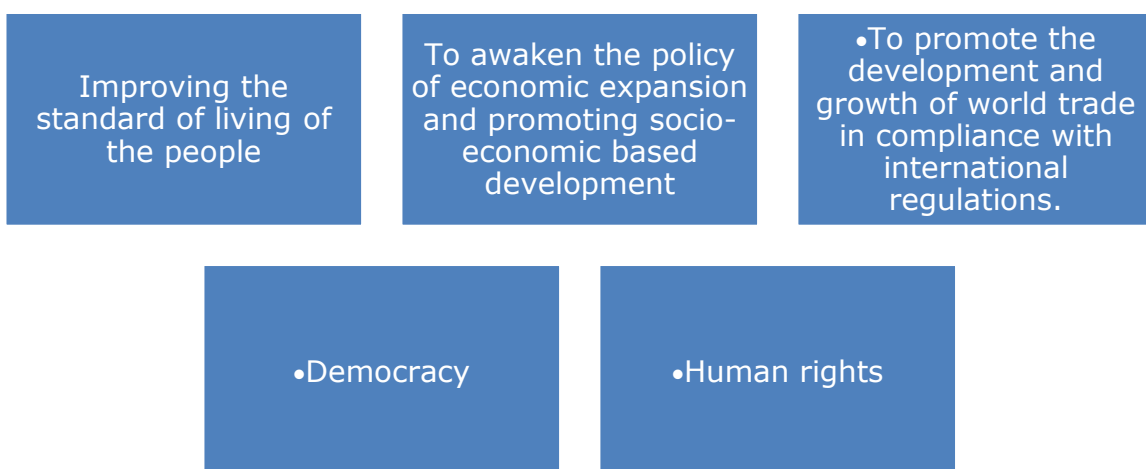 Improving the
standard of living of
the people
To awaken the policy
of economic expansion
and promoting socio-
economic based
development
•To promote the
development and
growth of world trade
in compliance with
international
regulations.
•Democracy
•Human rights